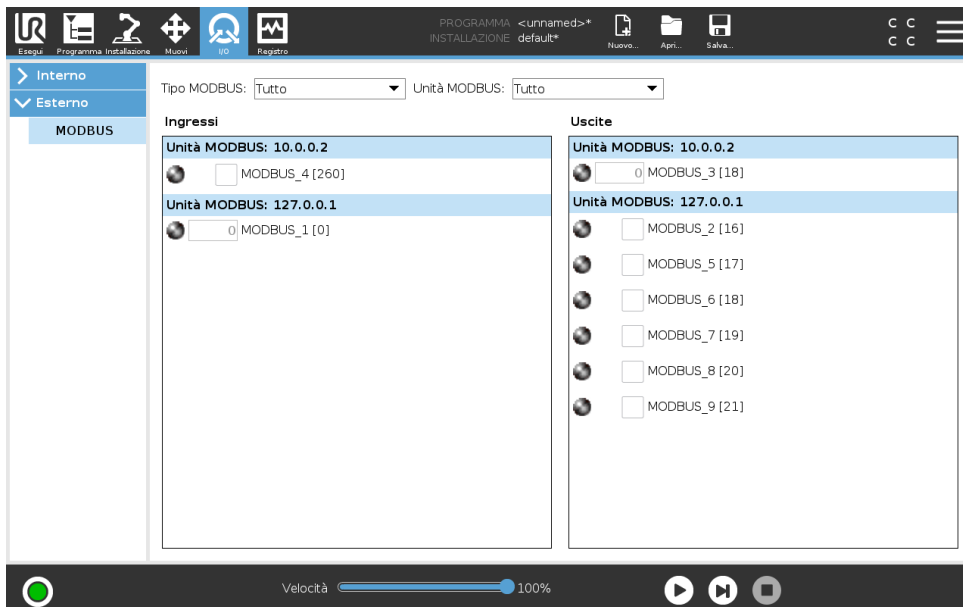 PROGRAMMA <unnamed>*
INSTALLAZIONE default*
UR
Esegui Programma Installazione Muovi I/O Registro Nuovo... Apri... Salva...
C C
C C
Interno
Esterno
MODBUS
Tipo MODBUS: Tutto Unità MODBUS: Tutto
Ingressi
Unità MODBUS: 10.0.0.2
MODBUS_4 [260]
Unità MODBUS: 127.0.0.1
0 MODBUS_1 [0]
Uscite
Unità MODBUS: 10.0.0.2
0 MODBUS_3 [18]
Unità MODBUS: 127.0.0.1
MODBUS_2 [16]
MODBUS_5 [17]
MODBUS_6 [18]
MODBUS_7 [19]
MODBUS_8 [20]
MODBUS_9 [21]
Velocità 100%